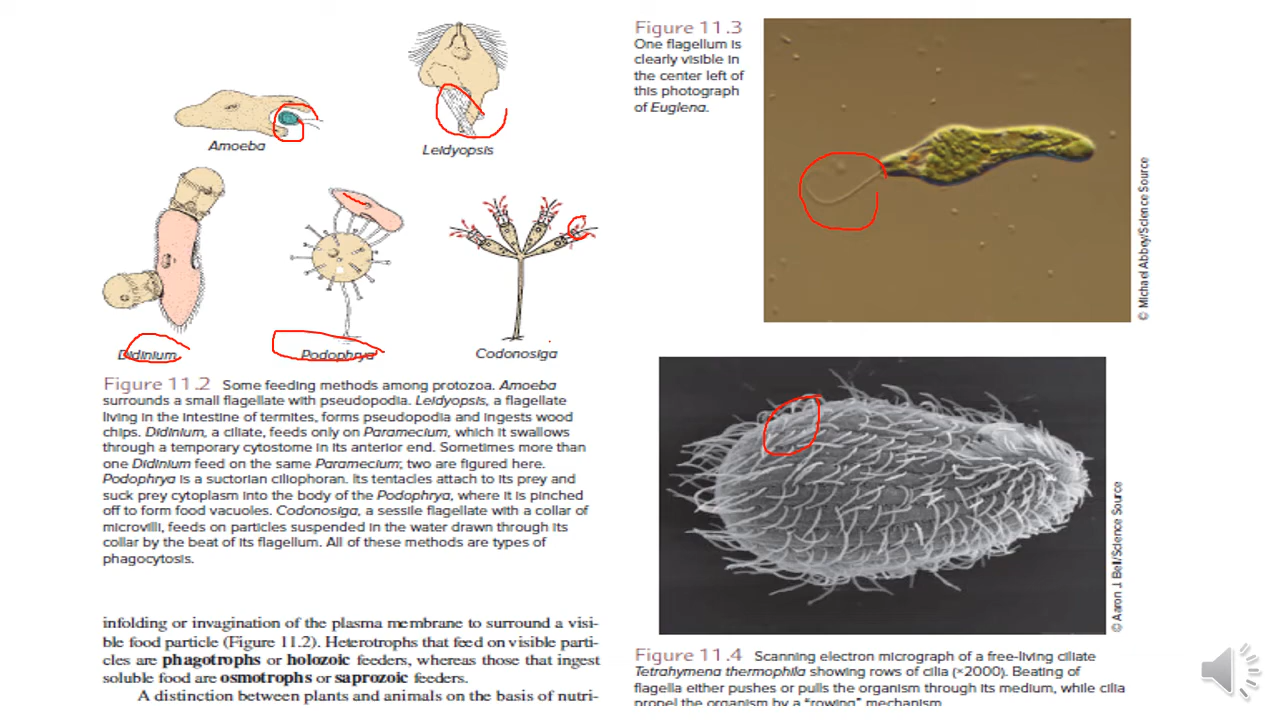 Amoeba
Leidyopsis
Didinium
Podophrya
Codonosiga
Figure 11.2 Some feeding methods among protozoa. Amoeba
surrounds a small flagellate with pseudopodia. Leidyopsis, a flagellate
living in the intestine of termites, forms pseudopodia and ingests wood
chips. Didinium, a ciliate, feeds only on Paramecium, which it swallows
through a temporary cytostome in its anterior end. Sometimes more than
one Didinium feed on the same Paramecium; two are figured here.
Podophrya is a suctorian ciliophoran. Its tentacles attach to its prey and
suck prey cytoplasm into the body of the Podophrya, where it is pinched
off to form food vacuoles. Codonosiga, a sessile flagellate with a collar of
microvilli, feeds on particles suspended in the water drawn through its
collar by the beat of its flagellum. All of these methods are types of
phagocytosis.
infolding or invagination of the plasma membrane to surround a visi-
ble food particle (Figure 11.2). Heterotrophs that feed on visible parti-
cles are phagotrophs or holozoic feeders, whereas those that ingest
soluble food are osmotrophs or saprozoic feeders.
A distinction between plants and animals on the basis of nutri-
Figure 11.3
One flagellum is
clearly visible in
the center left of
this photograph
of Euglena.
© Michael Abbey/Science Source
© Aaron J. Bell/Science Source
Figure 11.4 Scanning electron micrograph of a free-living ciliate
Tetrahymena thermophila showing rows of cilia (×2000). Beating of
flagella either pushes or pulls the organism through its medium, while cilia
propel the organism by a "rowing" mechanism.